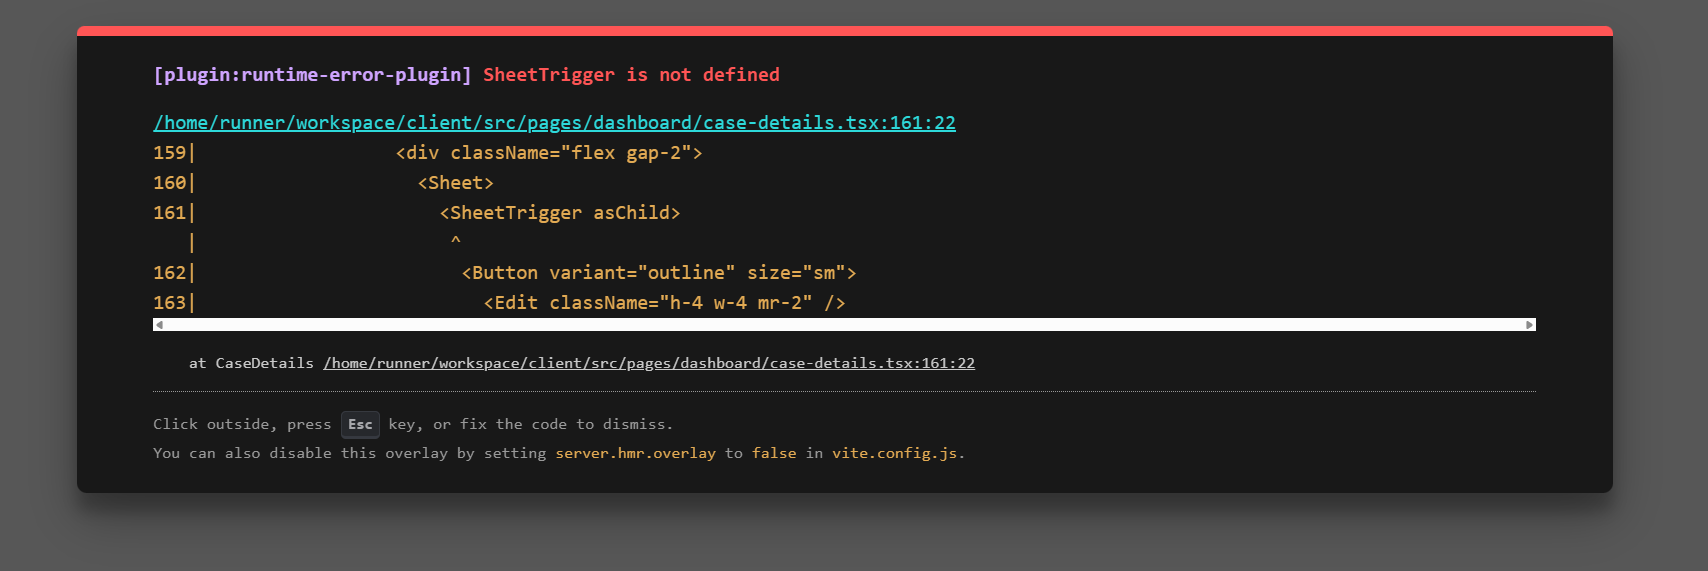 [plugin:runtime-error-plugin] SheetTrigger is not defined
/home/runner/workspace/client/src/pages/dashboard/case-details.tsx:161:22
159|                  <div className="flex gap-2">
160|                    <Sheet>
161|                      <SheetTrigger asChild>
   |                       ^
162|                        <Button variant="outline" size="sm">
163|                          <Edit className="h-4 w-4 mr-2" />
at CaseDetails /home/runner/workspace/client/src/pages/dashboard/case-details.tsx:161:22
Click outside, press Esc key, or fix the code to dismiss.
You can also disable this overlay by setting server.hmr.overlay to false in vite.config.js.